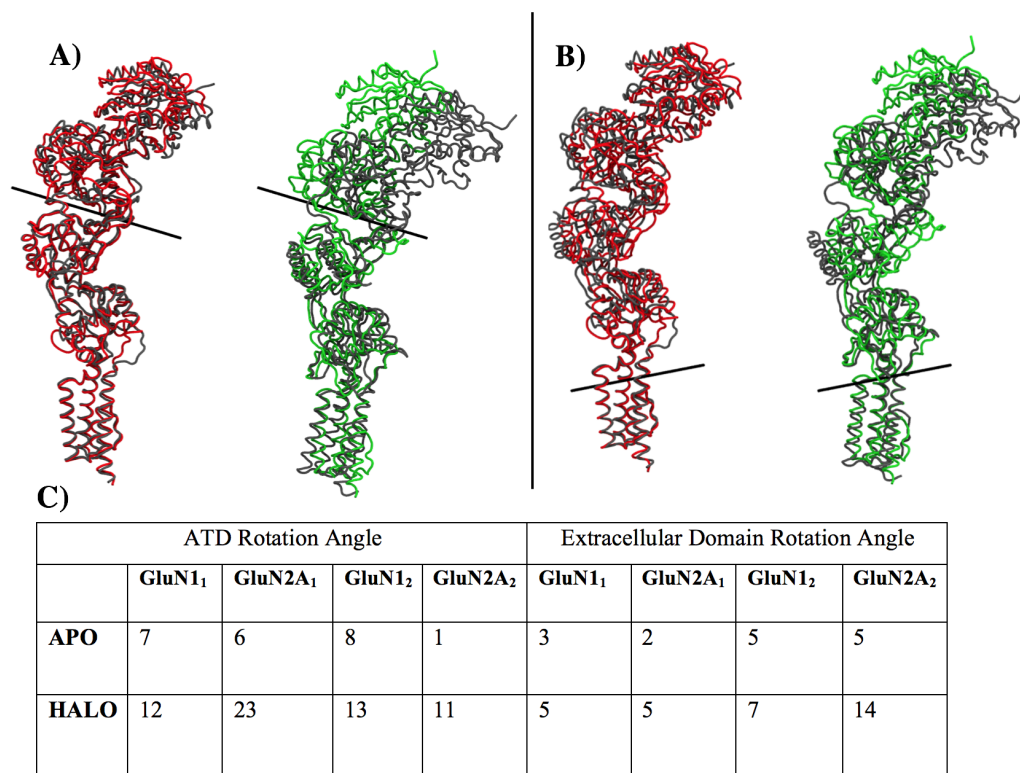 A)
B)
C)
ATD Rotation Angle Extracellular Domain Rotation Angle
GluN1₁ GluN2A₁ GluN1₂ GluN2A₂ GluN1₁ GluN2A₁ GluN1₂ GluN2A₂
APO 7 6 8 1 3 2 5 5
HALO 12 23 13 11 5 5 7 14